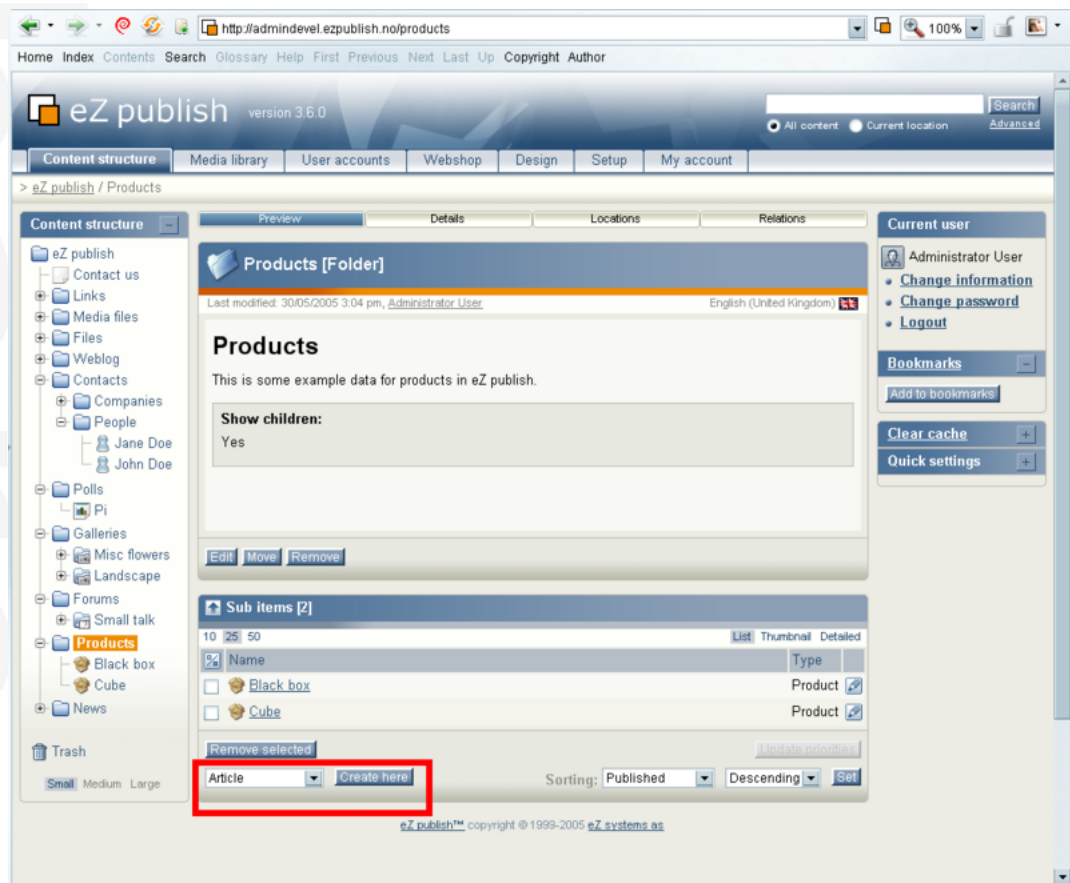 http://admindevel.ezpublish.no/products
100%
Home Index Contents Search Glossary Help First Previous Next Last Up Copyright Author
eZ publish version 3.6.0
Search
All content Current location Advanced
Content structure Media library User accounts Webshop Design Setup My account
> eZ publish / Products
Content structure
eZ publish
Contact us
Links
Media files
Files
Weblog
Contacts
Companies
People
Jane Doe
John Doe
Polls
Pi
Galleries
Misc flowers
Landscape
Forums
Small talk
Products
Black box
Cube
News
Trash
Small Medium Large
Preview Details Locations Relations
Products [Folder]
Last modified: 30/05/2005 3:04 pm, Administrator User English (United Kingdom)
Products
This is some example data for products in eZ publish.
Show children:
Yes
Edit Move Remove
Sub items [2]
10 25 50 List Thumbnail Detailed
Name Type
Black box Product
Cube Product
Remove selected Update priorities
Article Create here Sorting: Published Descending Set
Current user
Administrator User
Change information
Change password
Logout
Bookmarks
Add to bookmarks
Clear cache
Quick settings
eZ publish™ copyright © 1999-2005 eZ systems as